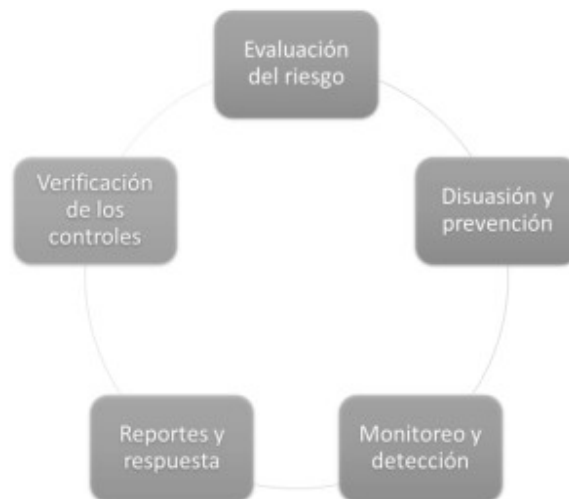 Evaluación
del riesgo
Disuasión y
prevención
Monitoreo y
detección
Reportes y
respuesta
Verificación
de los
controles